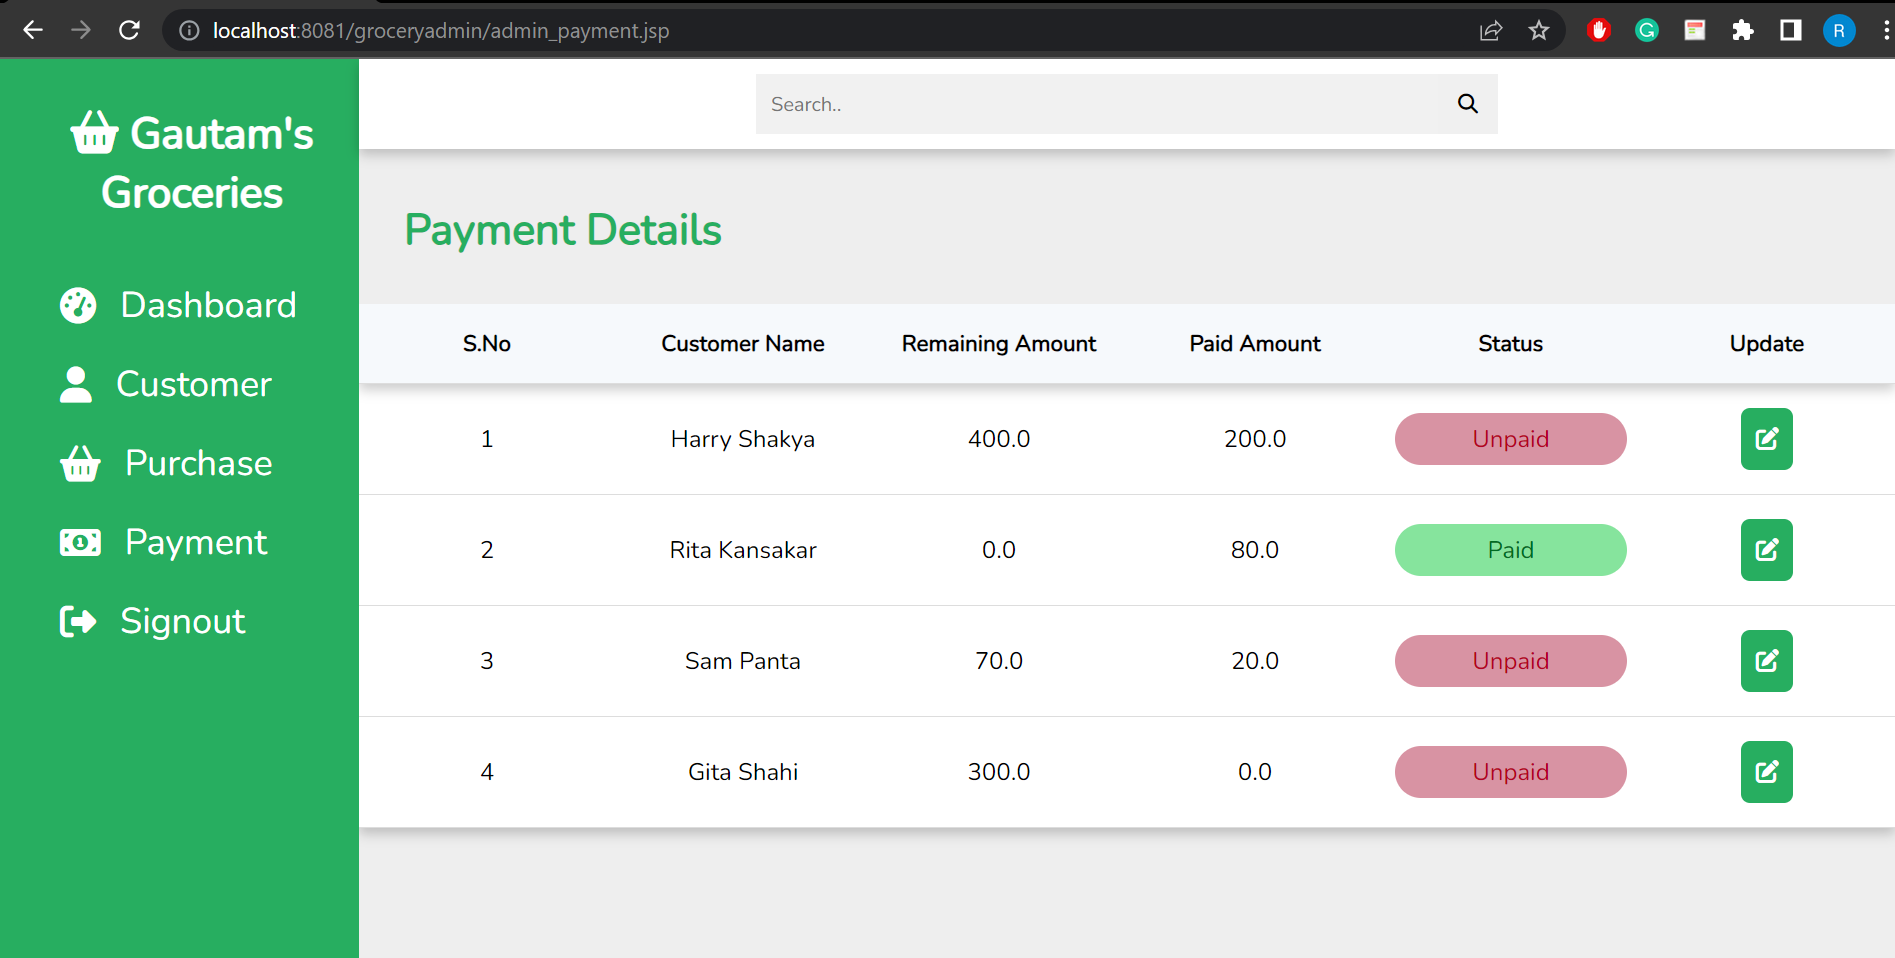 localhost:8081/groceryadmin/admin_payment.jsp
R
Gautam's
Groceries
Dashboard
Customer
Purchase
Payment
Signout
Search..
Payment Details
S.No Customer Name Remaining Amount Paid Amount Status Update
1 Harry Shakya 400.0 200.0 Unpaid
2 Rita Kansakar 0.0 80.0 Paid
3 Sam Panta 70.0 20.0 Unpaid
4 Gita Shahi 300.0 0.0 Unpaid